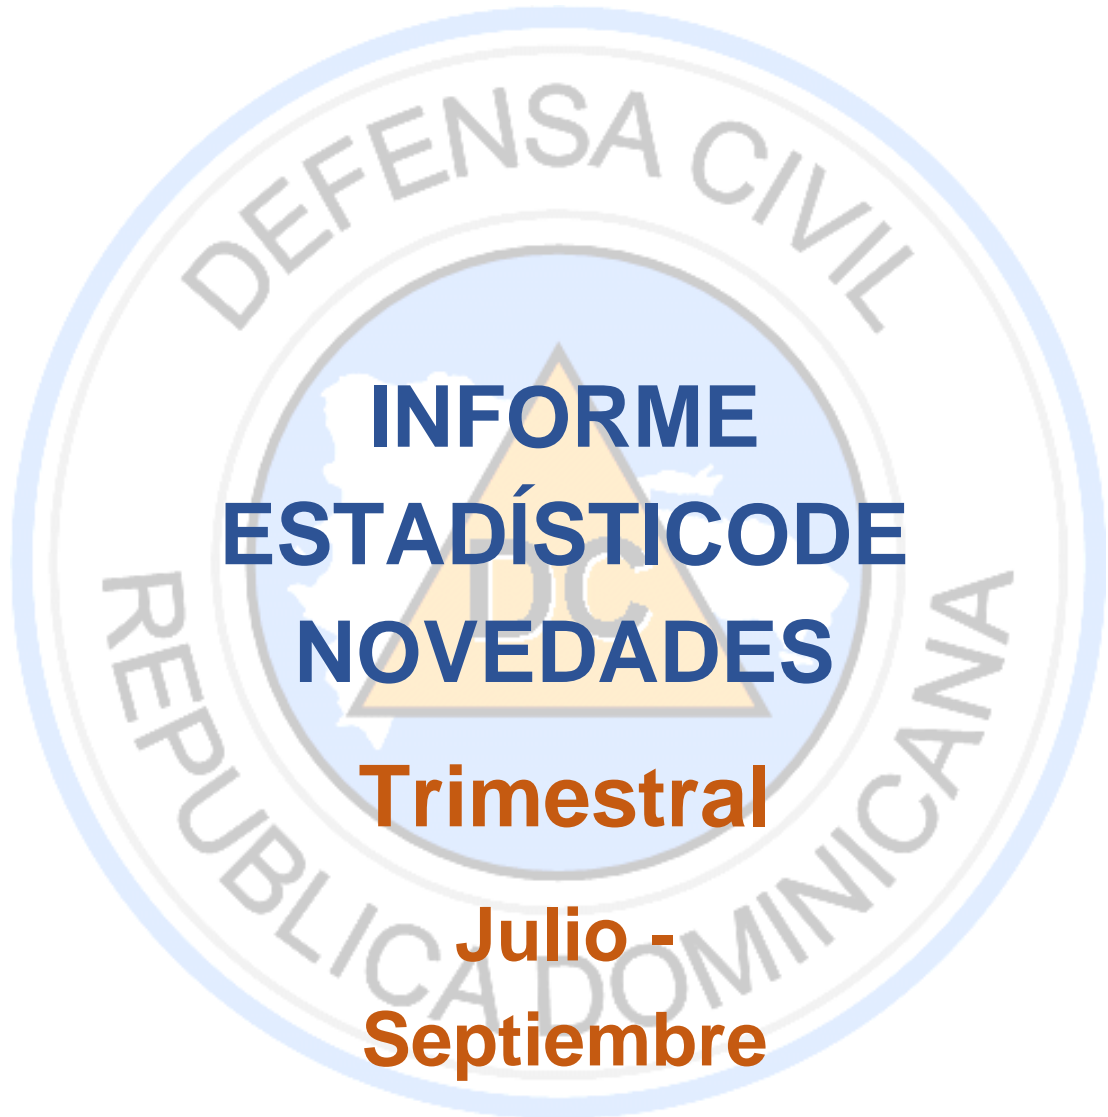 DEFENSA CIVIL
INFORME
ESTADÍSTICODE
DC
NOVEDADES
Trimestral
Julio -
Septiembre
REPUBLICA DOMINICANA